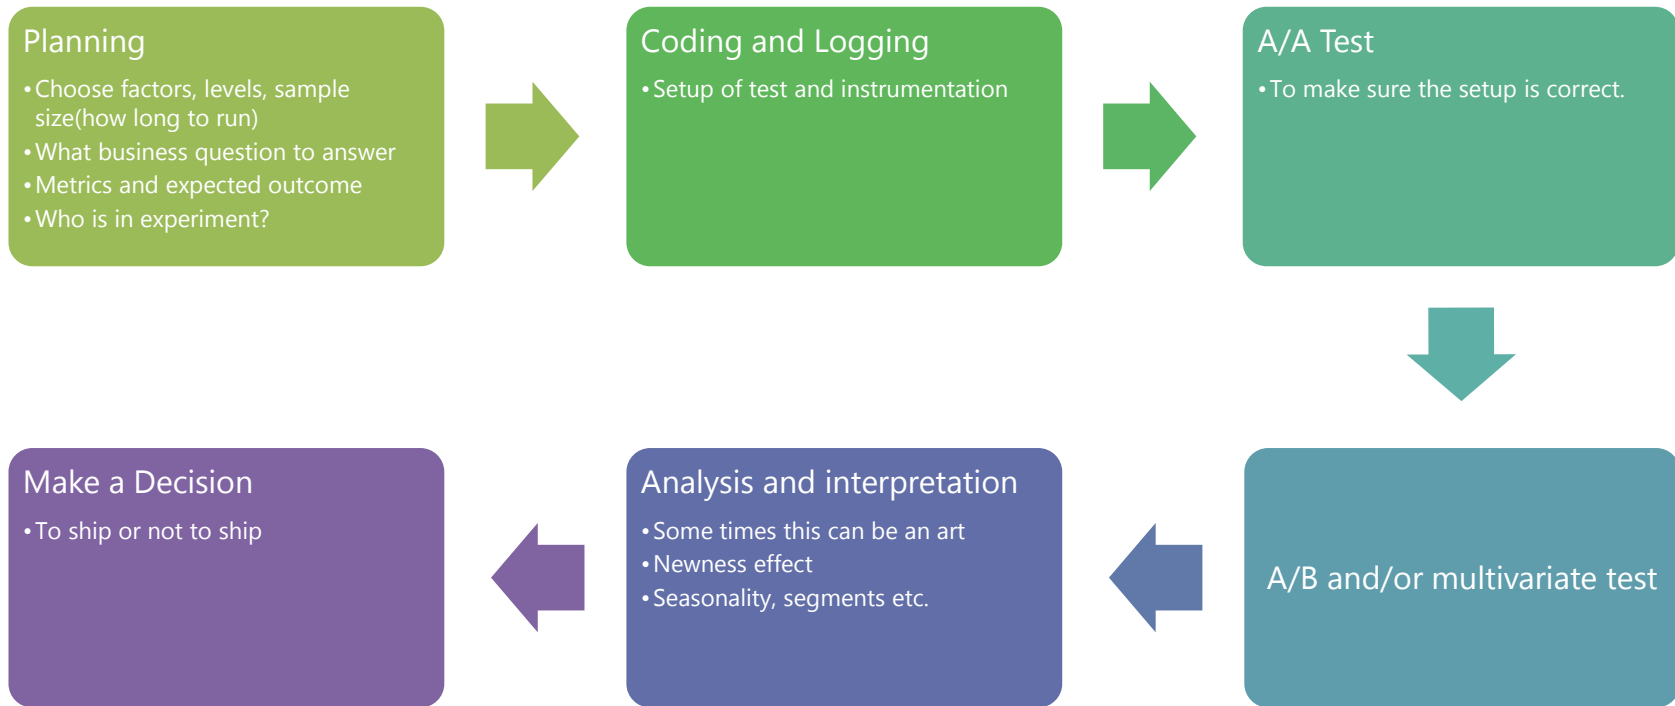 Planning
•Choose factors, levels, sample
size(how long to run)
•What business question to answer
•Metrics and expected outcome
•Who is in experiment?
Coding and Logging
•Setup of test and instrumentation
A/A Test
•To make sure the setup is correct.
A/B and/or multivariate test
Analysis and interpretation
•Some times this can be an art
•Newness effect
•Seasonality, segments etc.
Make a Decision
•To ship or not to ship